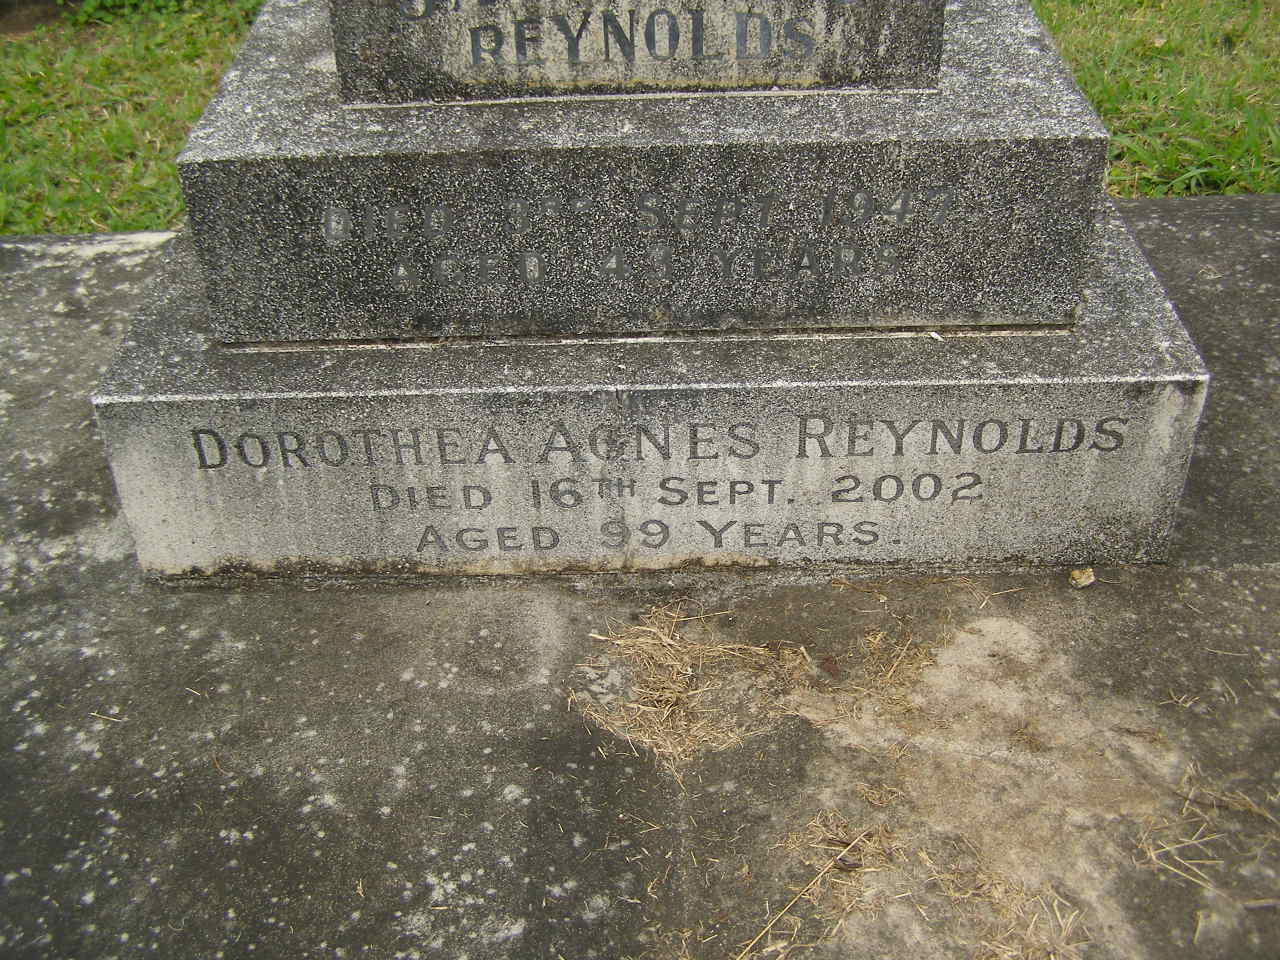 REYNOLDS
DIED 3RD SEPT. 1947
AGED 43 YEARS
DOROTHEA AGNES REYNOLDS
DIED 16TH SEPT. 2002
AGED 99 YEARS.